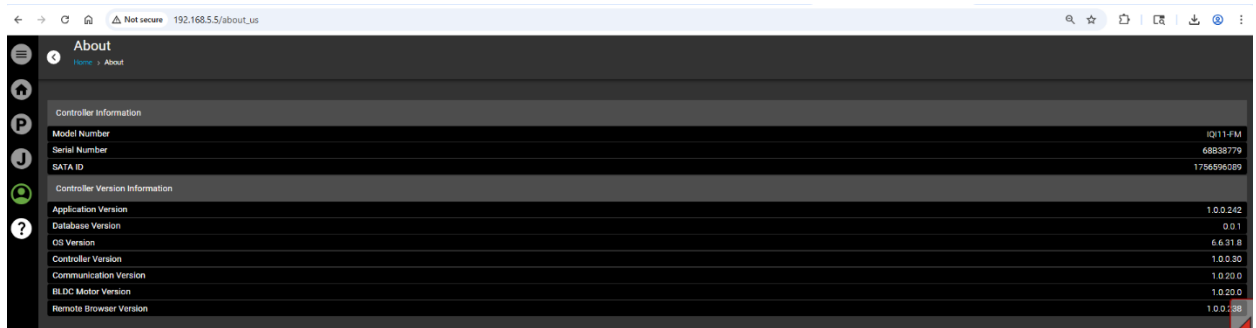 Not secure 192.168.5.5/about_us
About
Home > About
P
J
?
Controller Information
Model Number IQI11-FM
Serial Number 68B38779
SATA ID 1756596089
Controller Version Information
Application Version 1.0.0.242
Database Version 0.0.1
OS Version 6.6.31.8
Controller Version 1.0.0.30
Communication Version 1.0.20.0
BLDC Motor Version 1.0.20.0
Remote Browser Version